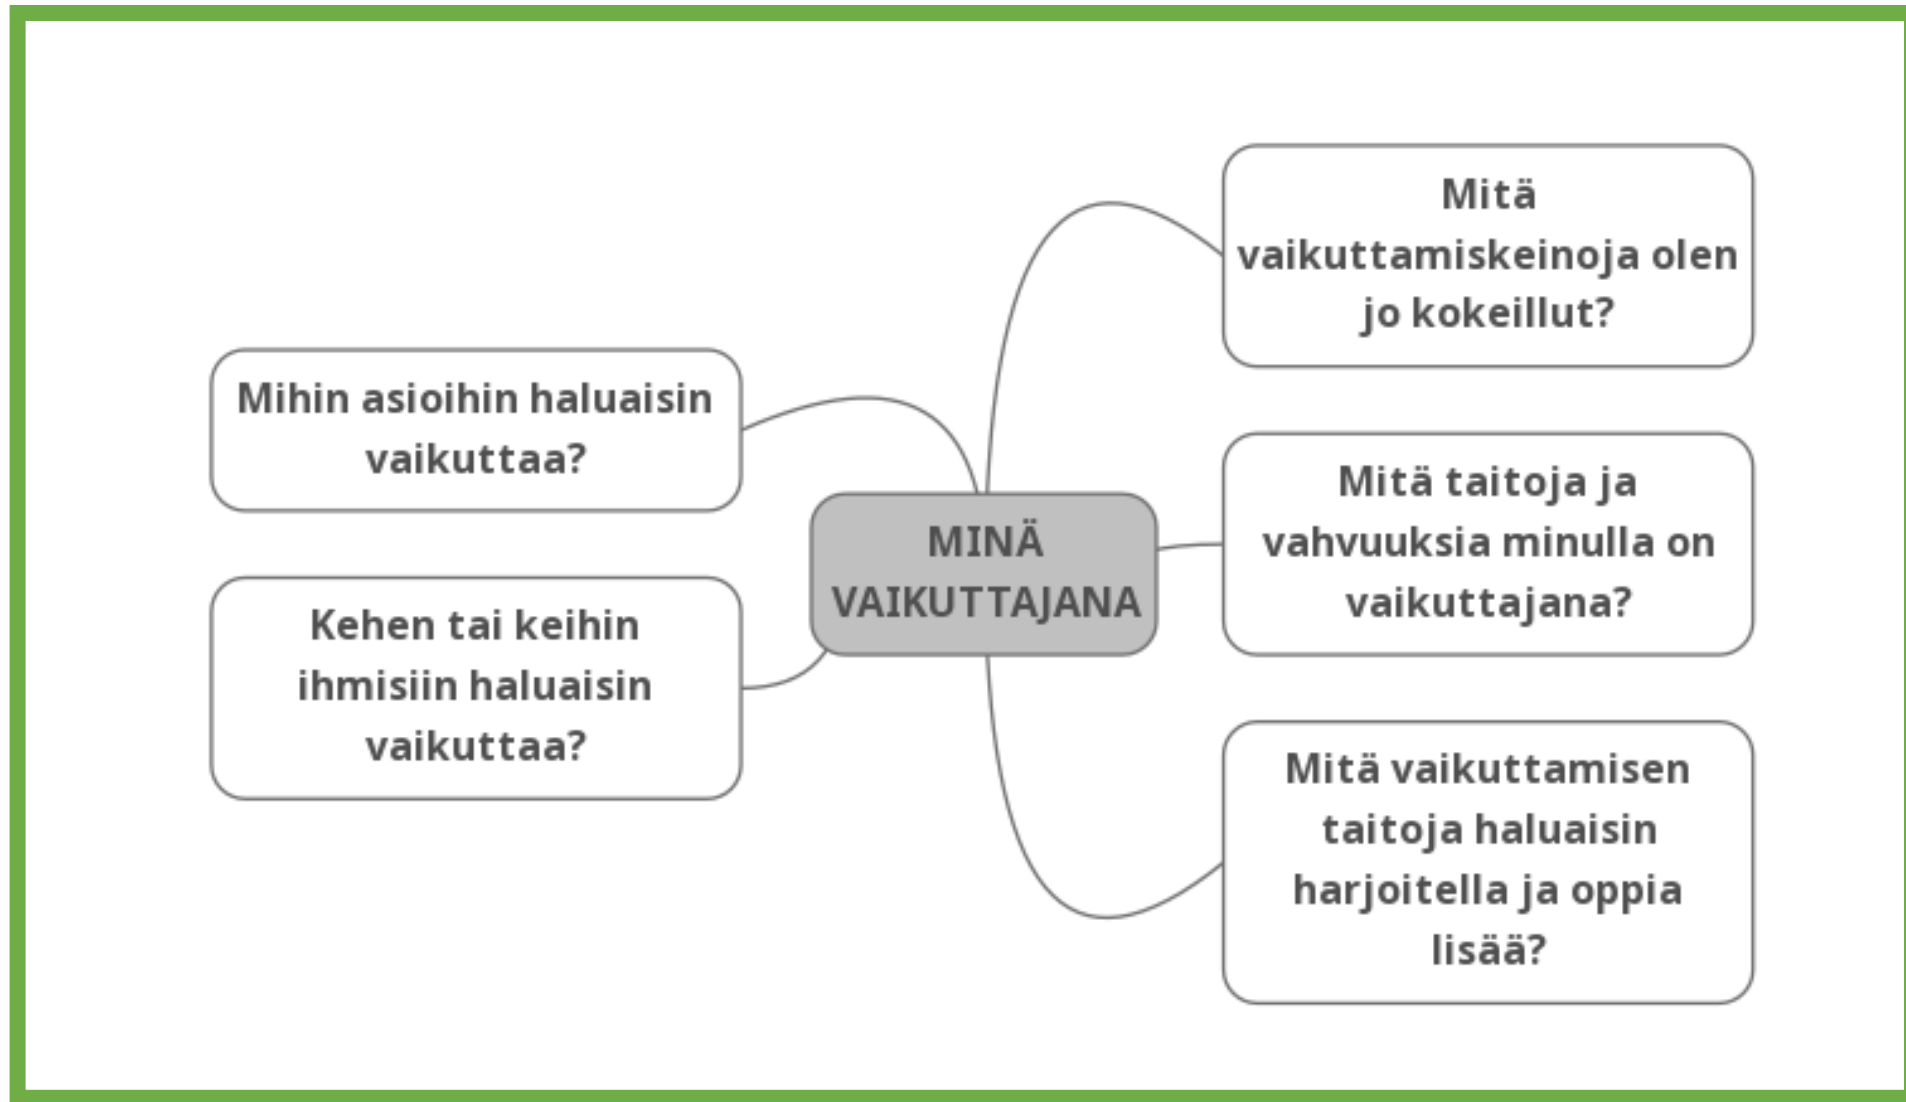 Mihin asioihin haluaisin
vaikuttaa?
Kehen tai keihin
ihmisiin haluaisin
vaikuttaa?
MINÄ
VAIKUTTAJANA
Mitä
vaikuttamiskeinoja olen
jo kokeillut?
Mitä taitoja ja
vahvuuksia minulla on
vaikuttajana?
Mitä vaikuttamisen
taitoja haluaisin
harjoitella ja oppia
lisää?